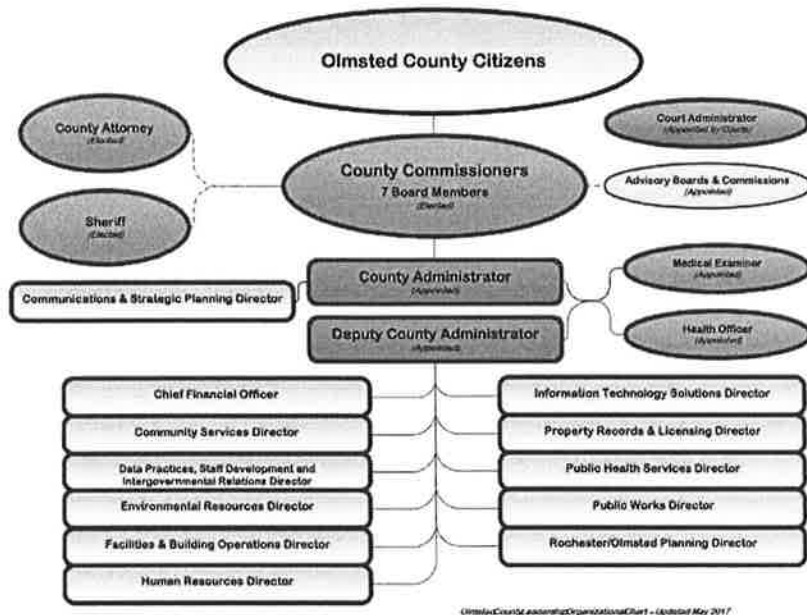 Olmsted County Citizens
County Attorney
(Elected)
Court Administrator
(Appointed by Courts)
County Commissioners
7 Board Members
(Elected)
Advisory Boards & Commissions
(Appointed)
Sheriff
(Elected)
County Administrator
(Appointed)
Medical Examiner
(Appointed)
Communications & Strategic Planning Director
Deputy County Administrator
(Appointed)
Health Officer
(Appointed)
Chief Financial Officer
Information Technology Solutions Director
Community Services Director
Property Records & Licensing Director
Data Practices, Staff Development and
Intergovernmental Relations Director
Public Health Services Director
Environmental Resources Director
Public Works Director
Facilities & Building Operations Director
Rochester/Olmsted Planning Director
Human Resources Director
OlmstedCountyLeadershipOrganizationalChart - Updated May 2017